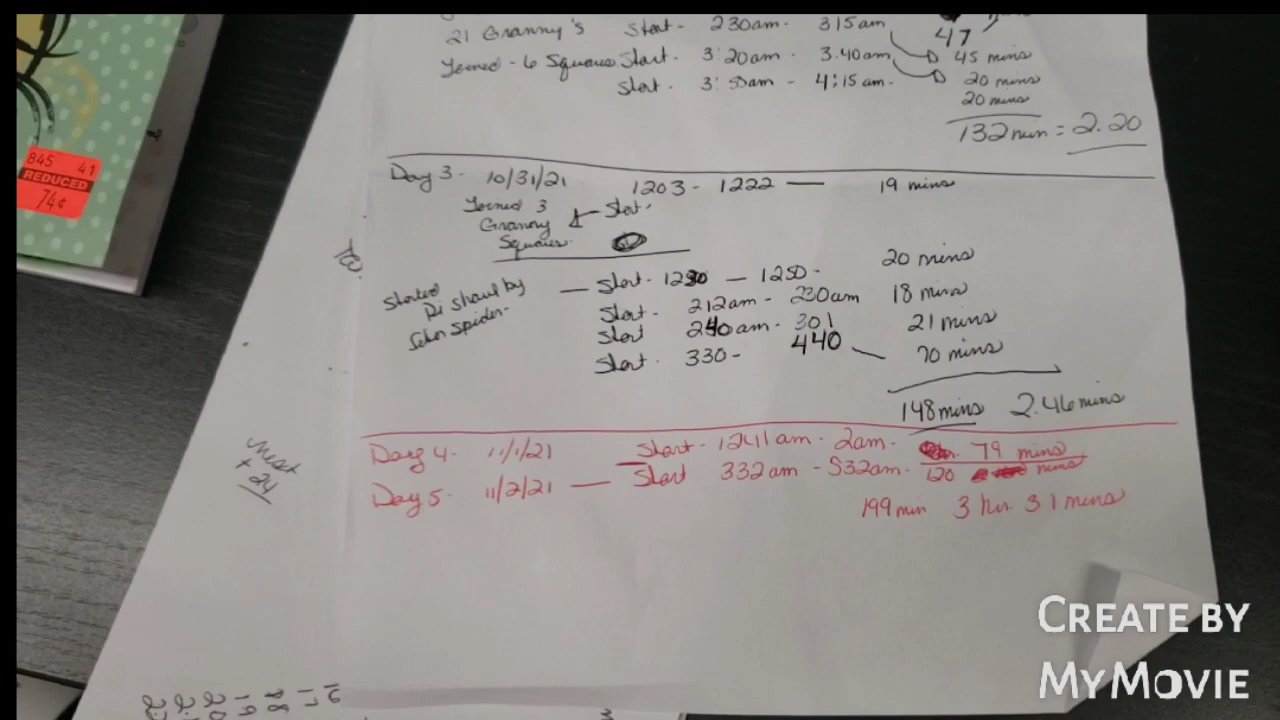 21 Granny's Start- 230am- 315am 47
Joined - 6 Squares Start- 3:20am - 3.40am 45 mins
Start- 3:50am - 4:15am- 20 mins
20 mins
132 min = 2.20
Day 3- 10/31/21 1203 - 1222 — 19 mins
Joined 3
Granny Start-
Squares-
20 mins
Started — Start- 1230 — 1250-
Di Shawl by Start- 212am - 230am 18 mins
Spider- Start 240am- 301 21 mins
Start- 330- 440 70 mins
148 mins 2.46 mins
Day 4- 11/1/21 Start- 1241am - 2am- 79 mins
Day 5- 11/2/21 — Start 332am - 532am- 120 mins
+24
199 min 3 hr. 31 mins
845 41
REDUCED
74¢
CREATE BY
MYMOVIE